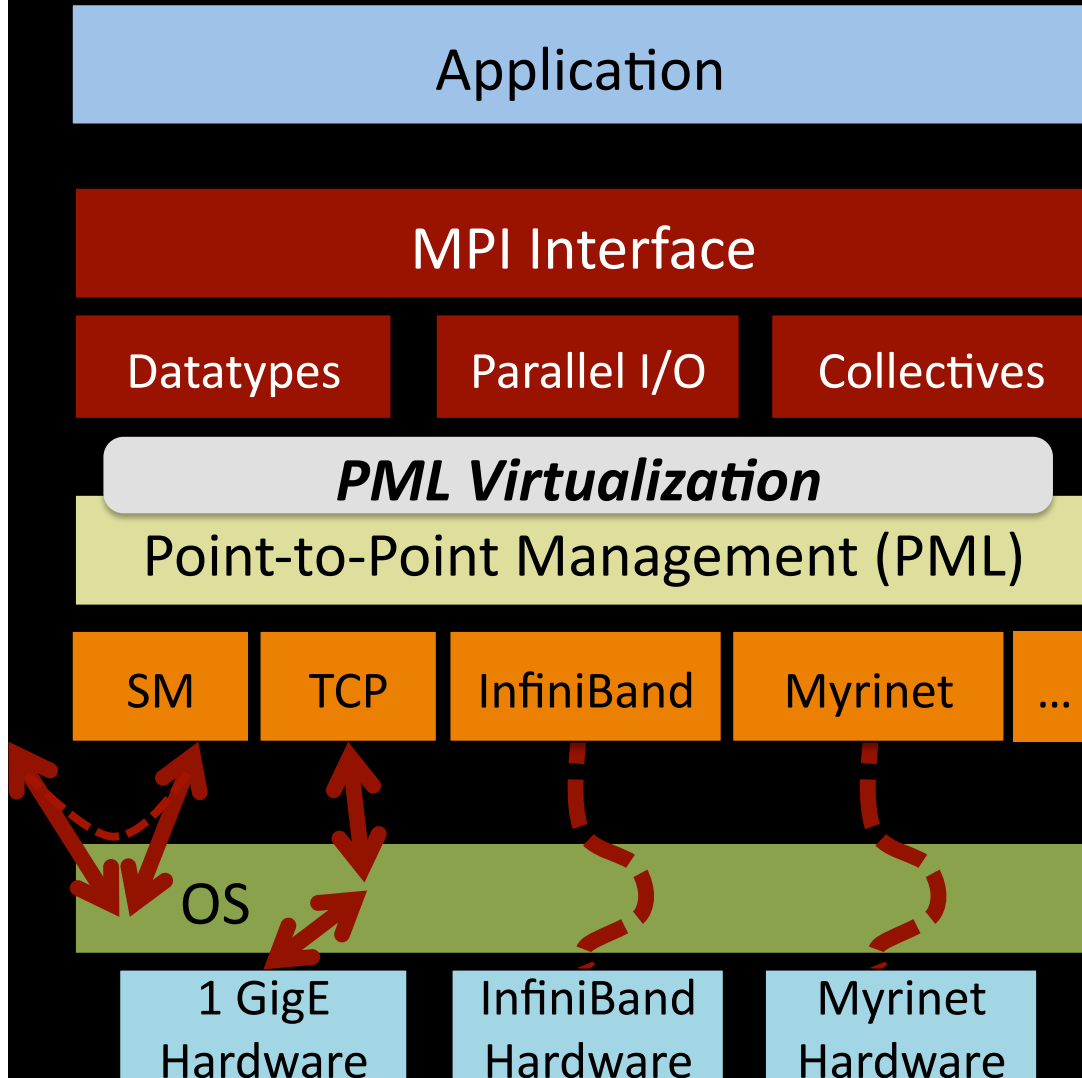 Application
MPI Interface
Datatypes
Parallel I/O
Collectives
PML Virtualization
Point-to-Point Management (PML)
SM
TCP
InfiniBand
Myrinet
...
OS
1 GigE
Hardware
InfiniBand
Hardware
Myrinet
Hardware